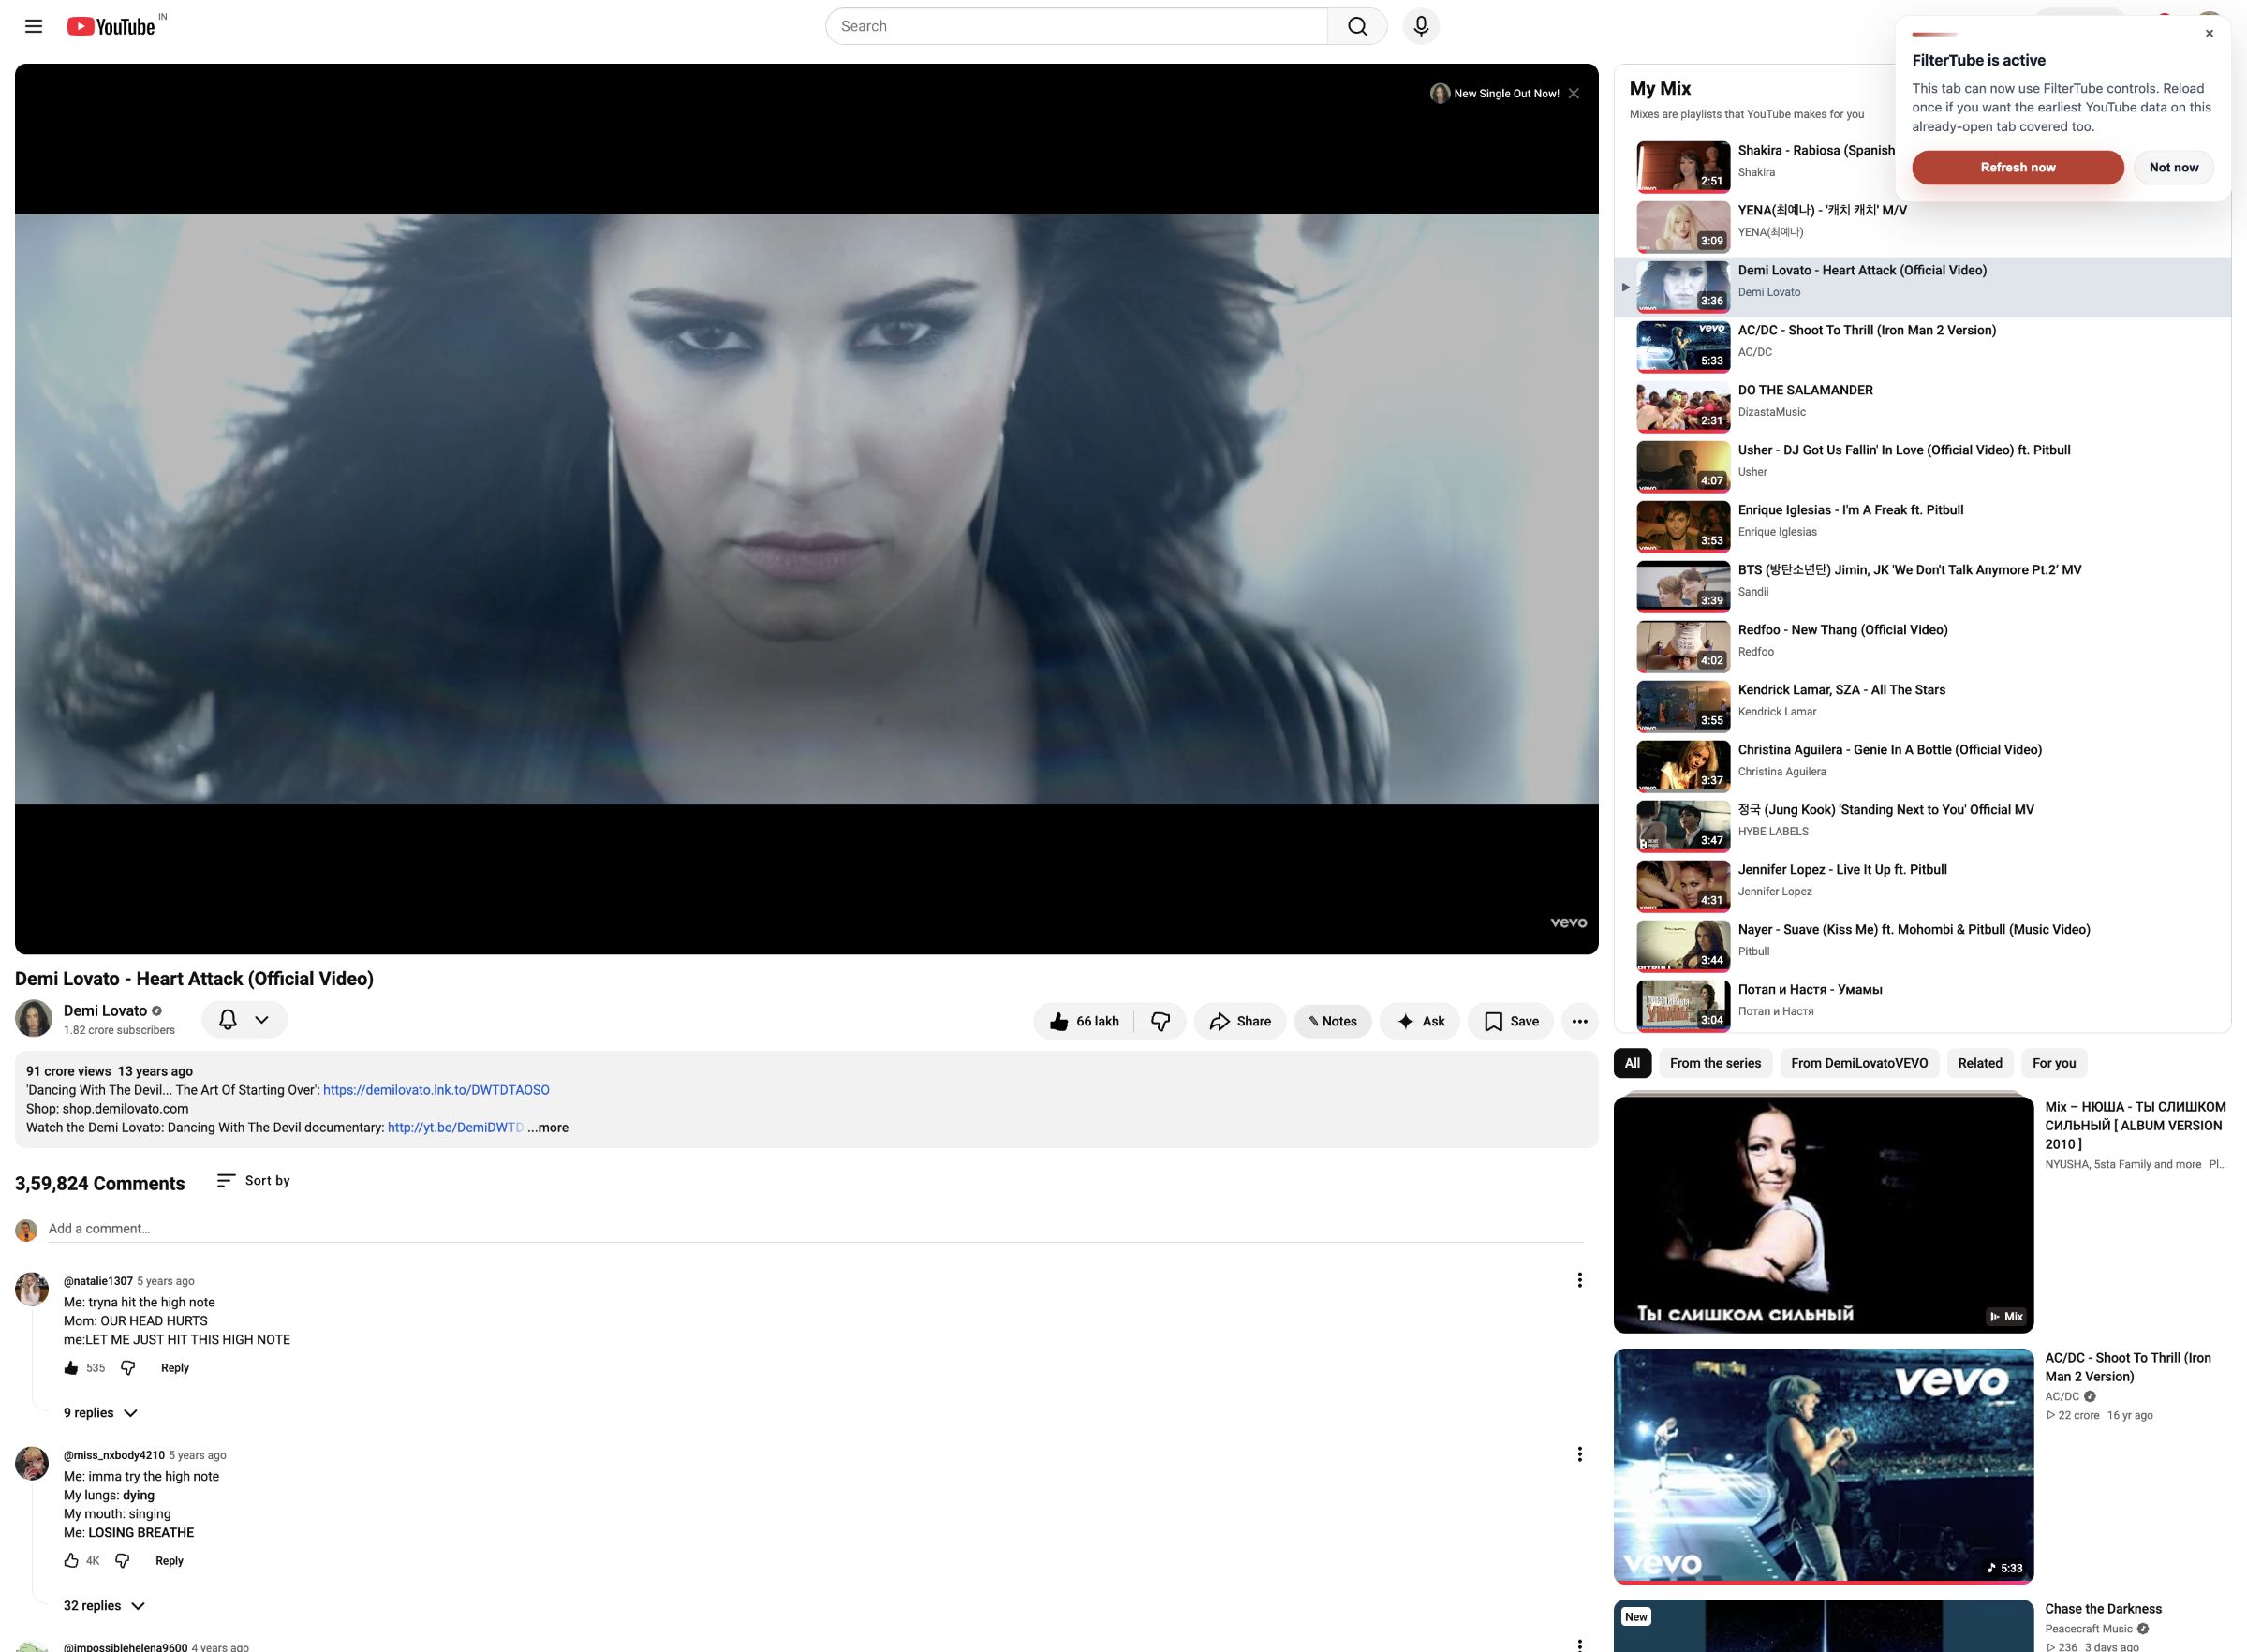 YouTube IN
Search
New Single Out Now!
vevo
Demi Lovato - Heart Attack (Official Video)
Demi Lovato
1.82 crore subscribers
66 lakh
Share
✎ Notes
Ask
Save
91 crore views 13 years ago
'Dancing With The Devil... The Art Of Starting Over': https://demilovato.lnk.to/DWTDTAOSO
Shop: shop.demilovato.com
Watch the Demi Lovato: Dancing With The Devil documentary: http://yt.be/DemiDWTD ...more
3,59,824 Comments
Sort by
Add a comment...
@natalie1307 5 years ago
Me: tryna hit the high note
Mom: OUR HEAD HURTS
me:LET ME JUST HIT THIS HIGH NOTE
535
Reply
9 replies
@miss_nxbody4210 5 years ago
Me: imma try the high note
My lungs: dying
My mouth: singing
Me: LOSING BREATHE
4K
Reply
32 replies
@impossiblehelena9600 4 years ago
FilterTube is active
This tab can now use FilterTube controls. Reload
once if you want the earliest YouTube data on this
already-open tab covered too.
Refresh now
Not now
My Mix
Mixes are playlists that YouTube makes for you
2:51
Shakira - Rabiosa (Spanish
Shakira
3:09
YENA(최예나) - '캐치 캐치' M/V
YENA(최예나)
3:36
Demi Lovato - Heart Attack (Official Video)
Demi Lovato
vevo
5:33
AC/DC - Shoot To Thrill (Iron Man 2 Version)
AC/DC
2:31
DO THE SALAMANDER
DizastaMusic
4:07
Usher - DJ Got Us Fallin' In Love (Official Video) ft. Pitbull
Usher
3:53
Enrique Iglesias - I'm A Freak ft. Pitbull
Enrique Iglesias
3:39
BTS (방탄소년단) Jimin, JK 'We Don't Talk Anymore Pt.2' MV
Sandii
4:02
Redfoo - New Thang (Official Video)
Redfoo
3:55
Kendrick Lamar, SZA - All The Stars
Kendrick Lamar
3:37
Christina Aguilera - Genie In A Bottle (Official Video)
Christina Aguilera
3:47
정국 (Jung Kook) 'Standing Next to You' Official MV
HYBE LABELS
4:31
Jennifer Lopez - Live It Up ft. Pitbull
Jennifer Lopez
3:44
Nayer - Suave (Kiss Me) ft. Mohombi & Pitbull (Music Video)
Pitbull
3:04
Потап и Настя - Умамы
Потап и Настя
All
From the series
From DemiLovatoVEVO
Related
For you
Ты слишком сильный
Mix
Mix – НЮША - ТЫ СЛИШКОМ
СИЛЬНЫЙ [ ALBUM VERSION
2010 ]
NYUSHA, 5sta Family and more Pl...
vevo
vevo
5:33
AC/DC - Shoot To Thrill (Iron
Man 2 Version)
AC/DC
22 crore 16 yr ago
New
Chase the Darkness
Peacecraft Music
236 3 days ago